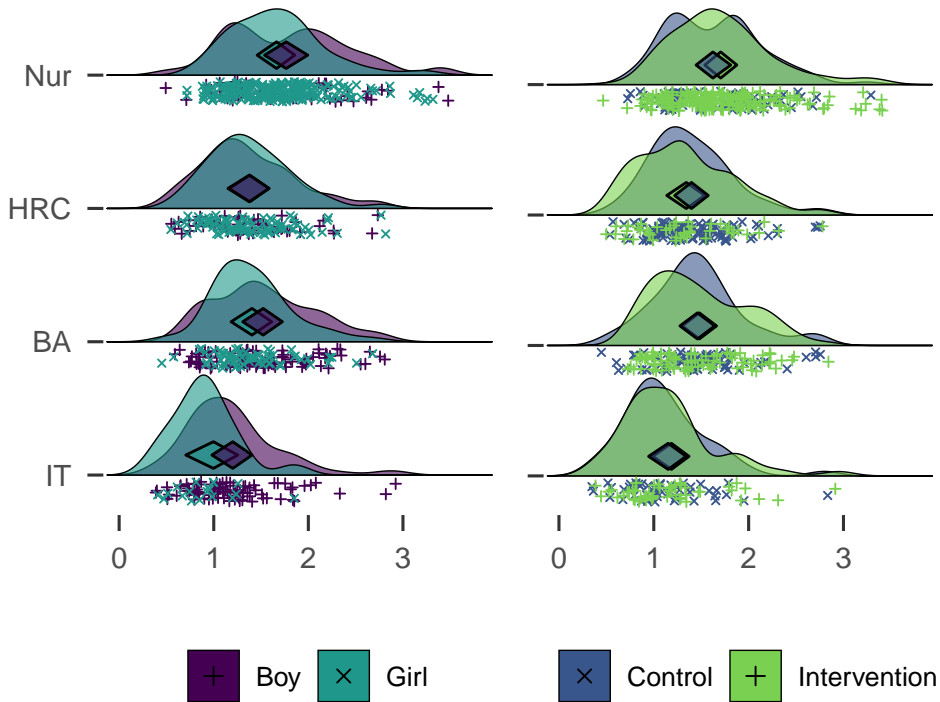 Nur
HRC
BA
IT
0 1 2 3 0 1 2 3
Boy Girl Control Intervention